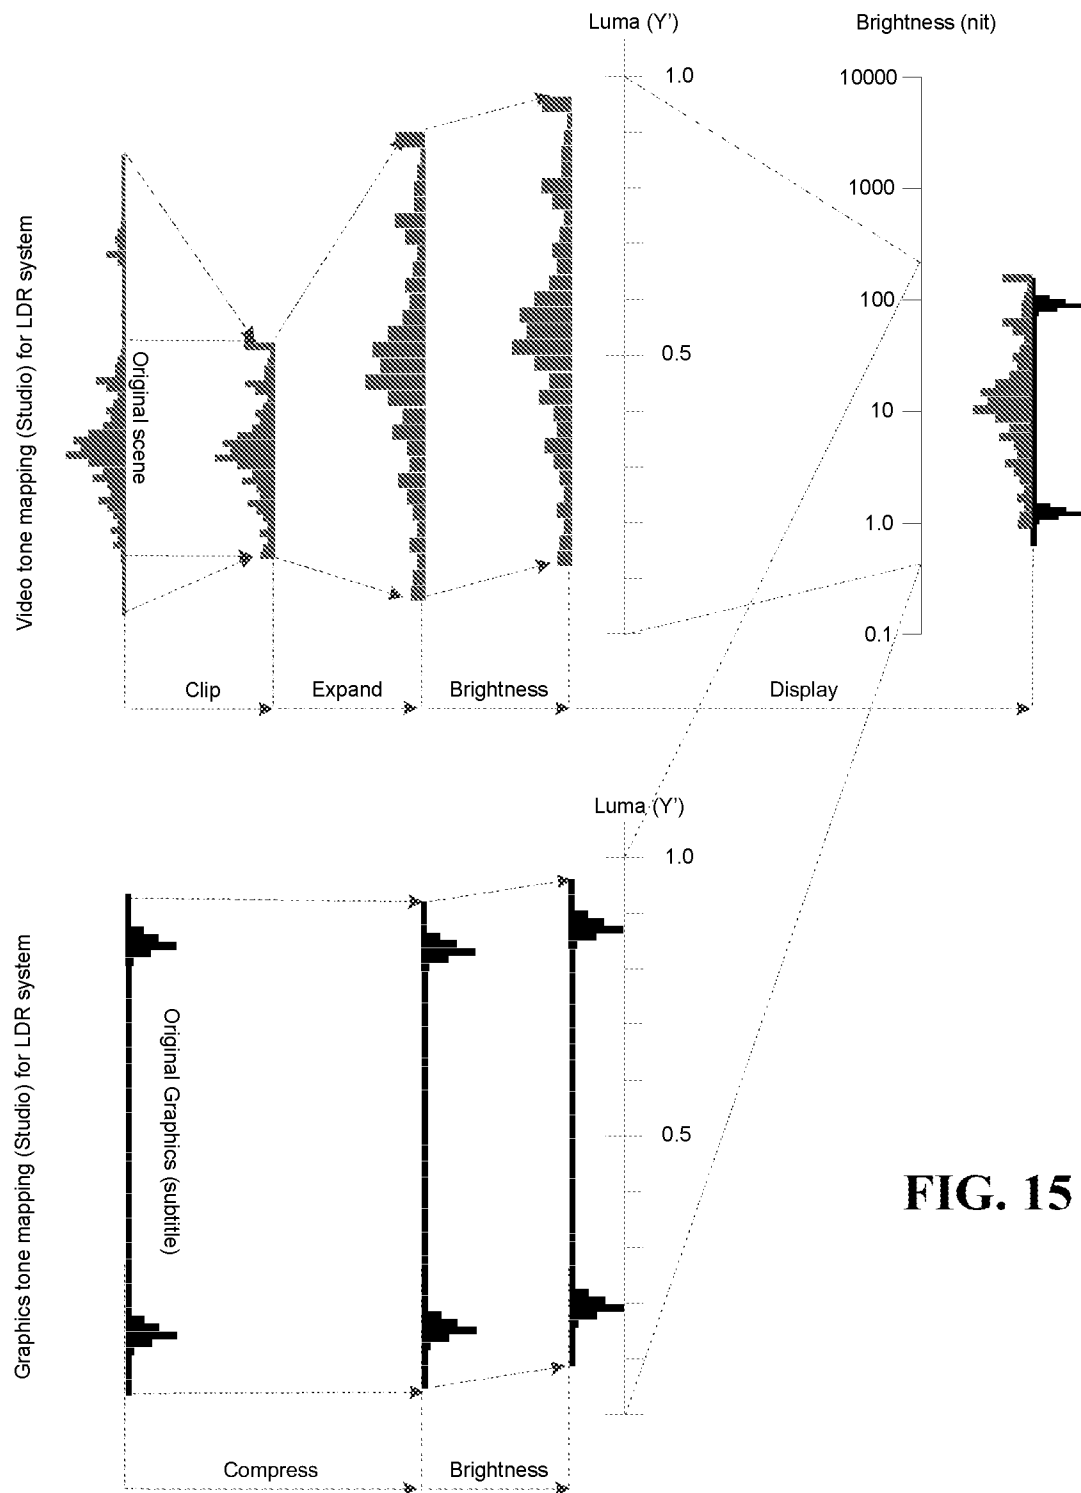 Luma (Y')
Brightness (nit)
1.0
10000
1000
Video tone mapping (Studio) for LDR system
100
Original scene
0.5
10
1.0
0.1
Clip
Expand
Brightness
Display
Luma (Y')
1.0
Graphics tone mapping (Studio) for LDR system
Original Graphics (subtitle)
0.5
FIG. 15
Compress
Brightness